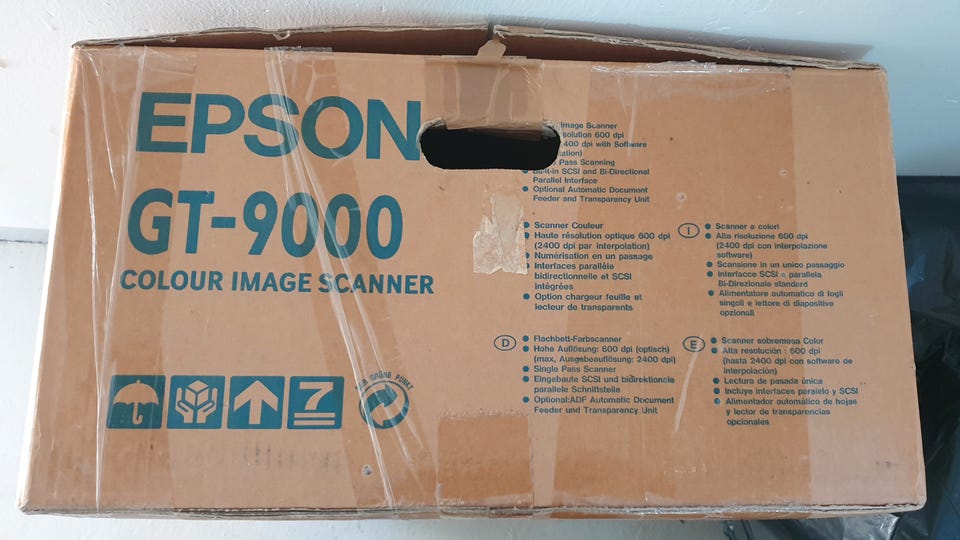 EPSON
GT-9000
COLOUR IMAGE SCANNER
7
GRÜNE PUNKT
Image Scanner
600 dpi
400 dpi with Software
Pass Scanning
Built-in SCSI and Bi-Directional
Parallel Interface
Optional Automatic Document
Feeder and Transparency Unit
Scanner Couleur
Haute résolution optique 600 dpi
(2400 dpi par interpolation)
Numérisation en un passage
Interfaces parallèle
bidirectionnelle et SCSI
Intégrées
Option chargeur feuille et
lecteur de transparents
I
Scanner a colori
Alta risoluzione 600 dpi
(2400 dpi con interpolazione
software)
Scansione in un unico passaggio
Interfacce SCSI e parallela
Bi-Direzionale standerd
Alimentatore automatico di fogli
singoli e lettore di diapositive
opzionali
D
Flachbett-Farbscanner
Hohe Auflösung: 600 dpi (optisch)
(max, Ausgabeauflösung: 2400 dpi)
Single Pass Scanner
Eingebaute SCSI und bidirektionale
parallele Schnittteile
Optional:ADF Automatic Document
Feeder und Transparency Unit
E
Scanner sobremesa Color
Alta resolución : 600 dpi
(hasta 2400 dpi con software de
interpolación)
Lectura de pasada única
Incluye interfaces paralelo y SCSI
Alimentador automático de hojas
y lector de transparencias
opcionales